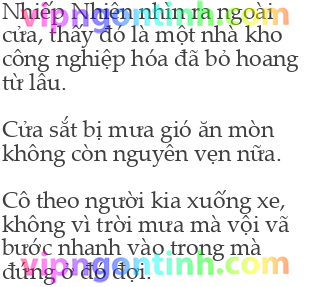 Nhiếp Nhiên nhìn ra ngoài
vipngontinh.com
cửa, thấy đó là một nhà kho
công nghiệp hóa đã bỏ hoang
từ lâu.
Cửa sắt bị mưa gió ăn mòn
không còn nguyên vẹn nữa.
Cô theo người kia xuống xe,
không vì trời mưa mà vội vã
bước nhanh vào trong mà
vipngontinh.com
đứng ở đó đợi.